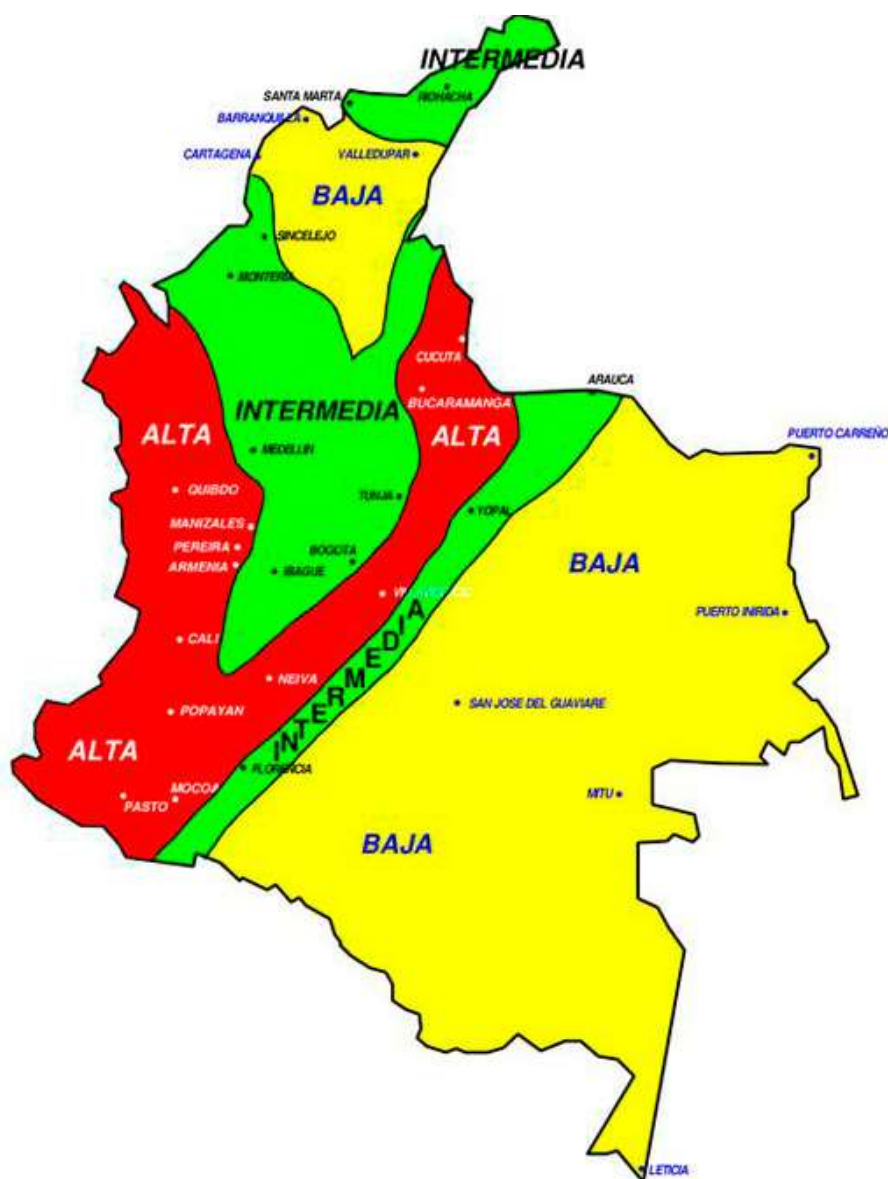 INTERMEDIA
RIOHACHA
SANTA MARTA
BARRANQUILLA
CARTAGENA
VALLEDUPAR
BAJA
SINCELEJO
MONTERIA
CUCUTA
ARAUCA
BUCARAMANGA
INTERMEDIA
ALTA
ALTA
PUERTO CARREÑO
MEDELLIN
QUIBDO
TUNJA
YOPAL
MANIZALES
PEREIRA
BOGOTA
ARMENIA
IBAGUE
BAJA
PUERTO INIRIDA
INTERMEDIA
CALI
NEIVA
SAN JOSE DEL GUAVIARE
POPAYAN
ALTA
FLORENCIA
MOCOA
PASTO
MITU
BAJA
LETICIA